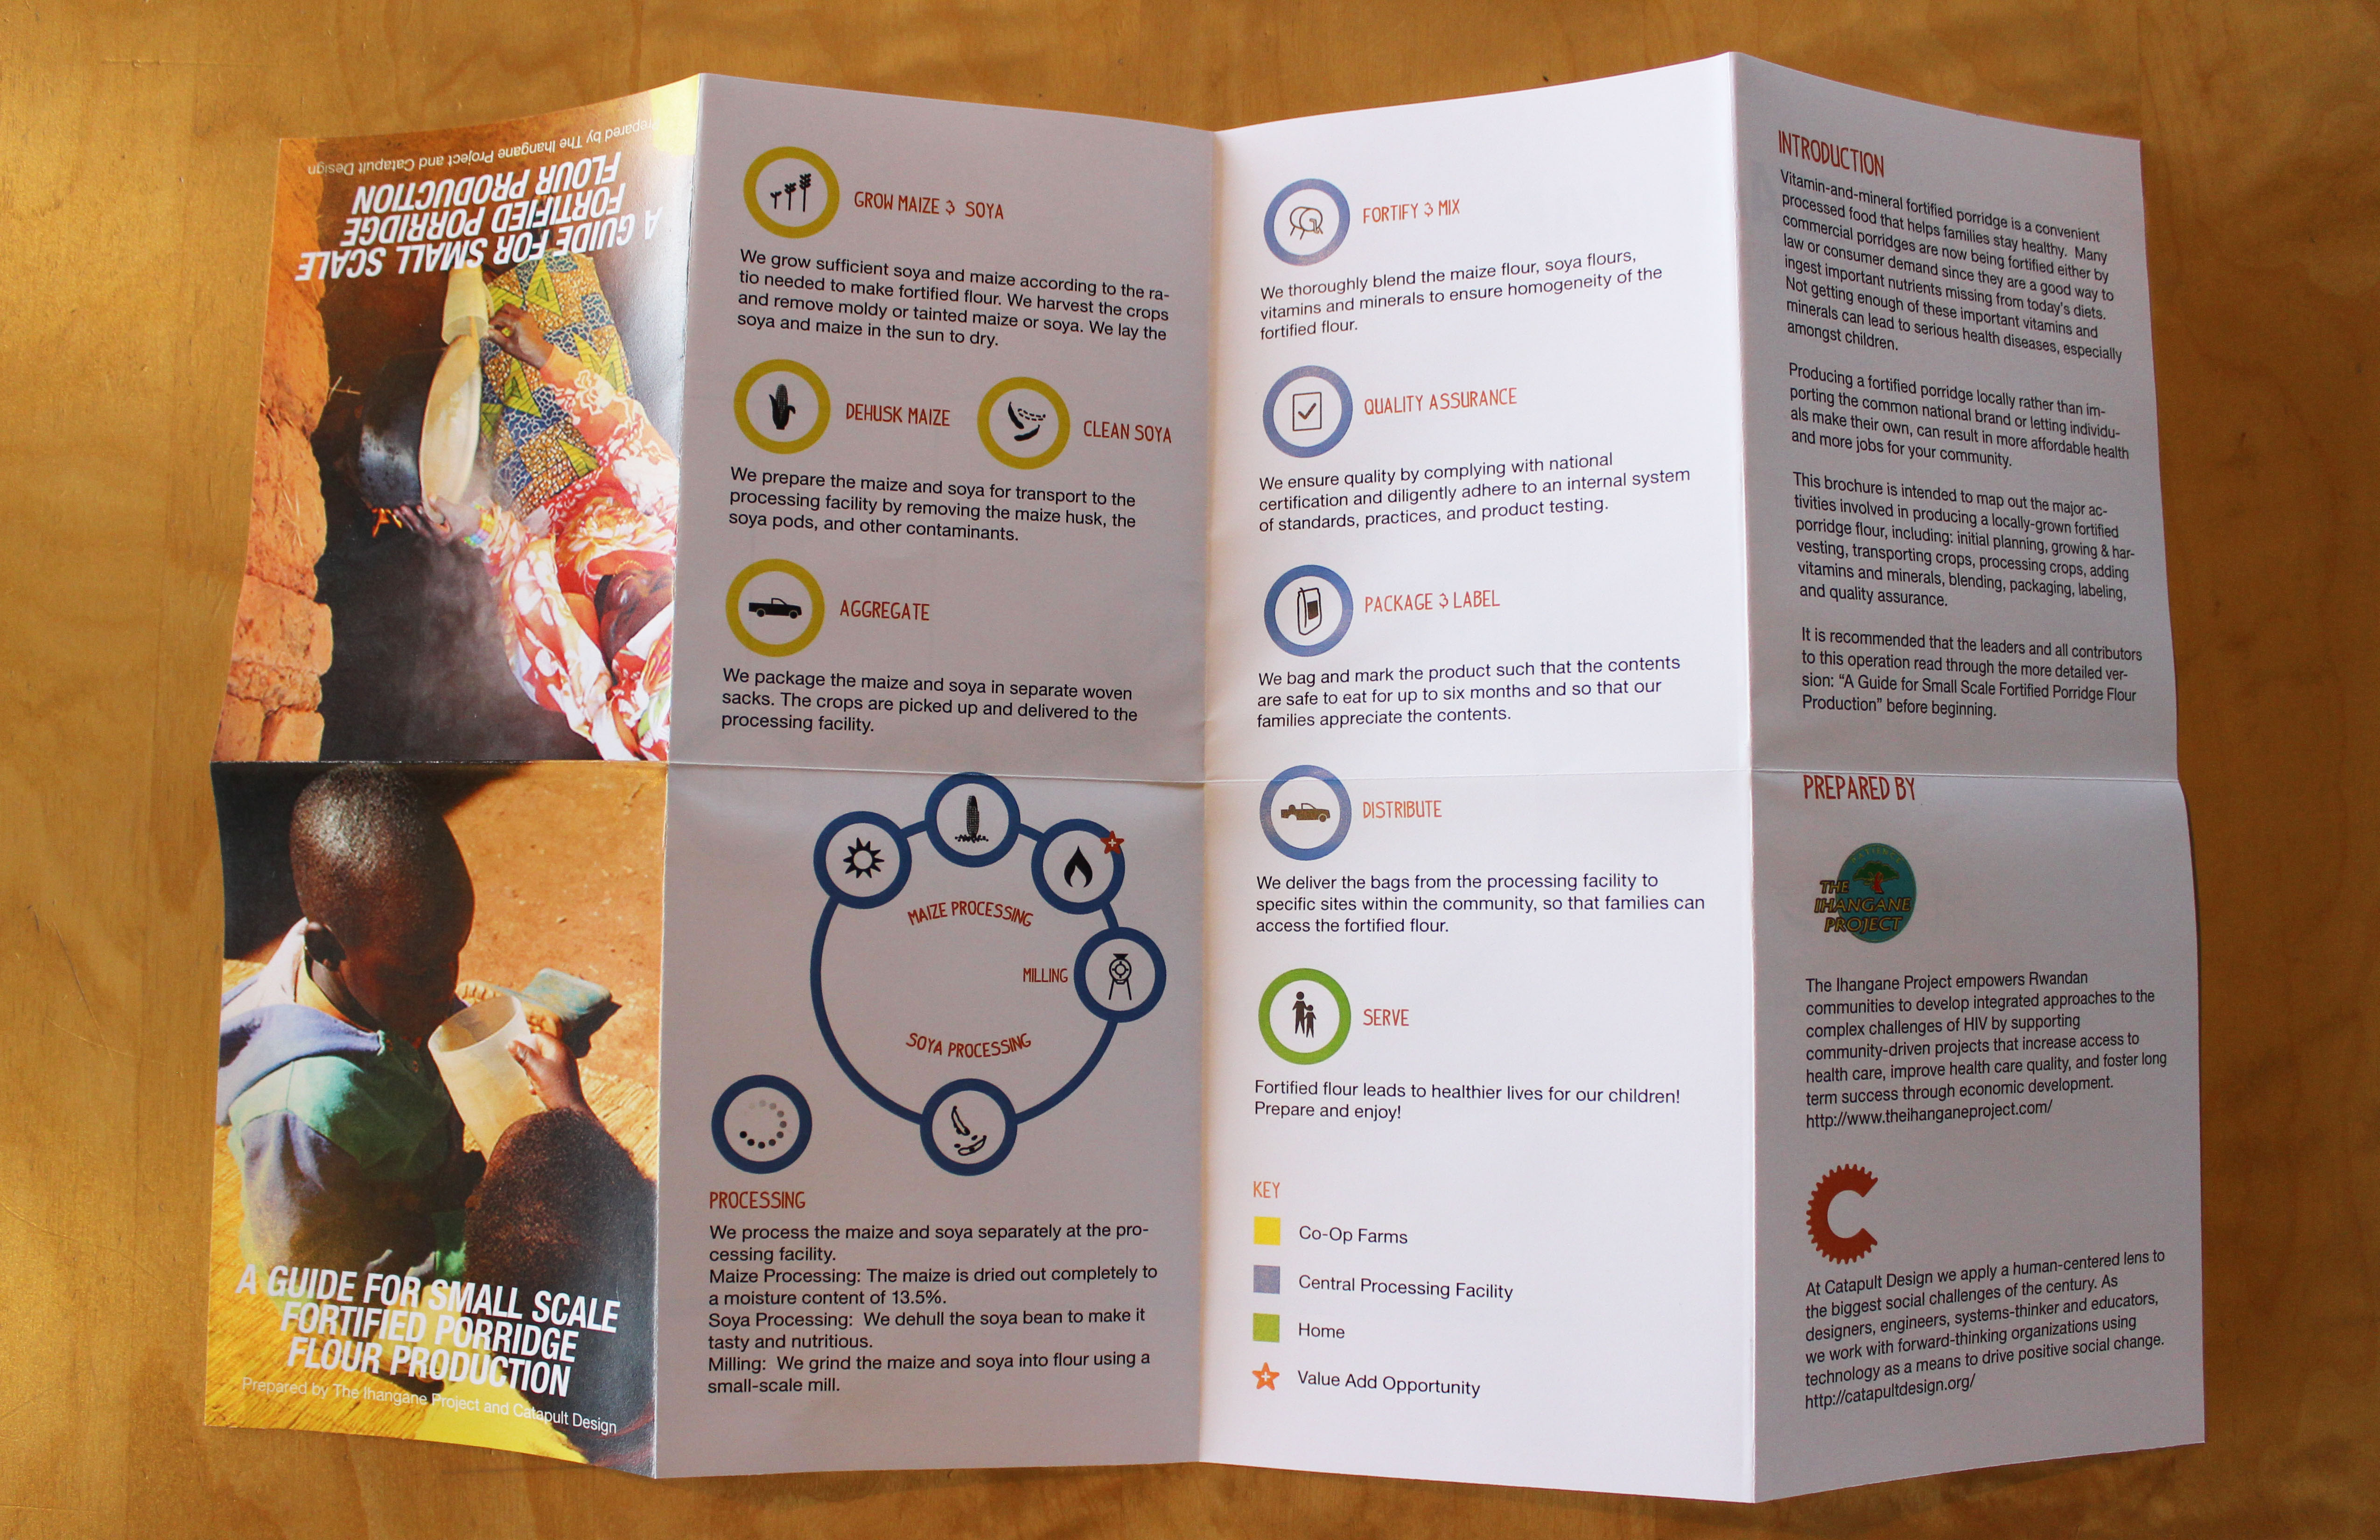 Prepared by The Ihangane Project and Catapult Design
A GUIDE FOR SMALL SCALE
FORTIFIED PORRIDGE
FLOUR PRODUCTION
A GUIDE FOR SMALL SCALE
FORTIFIED PORRIDGE
FLOUR PRODUCTION
Prepared by The Ihangane Project and Catapult Design
GROW MAIZE & SOYA
We grow sufficient soya and maize according to the ra-
tio needed to make fortified flour. We harvest the crops
and remove moldy or tainted maize or soya. We lay the
soya and maize in the sun to dry.
DEHUSK MAIZE
CLEAN SOYA
We prepare the maize and soya for transport to the
processing facility by removing the maize husk, the
soya pods, and other contaminants.
AGGREGATE
We package the maize and soya in separate woven
sacks. The crops are picked up and delivered to the
processing facility.
MAIZE PROCESSING
MILLING
SOYA PROCESSING
PROCESSING
We process the maize and soya separately at the pro-
cessing facility.
Maize Processing: The maize is dried out completely to
a moisture content of 13.5%.
Soya Processing: We dehull the soya bean to make it
tasty and nutritious.
Milling: We grind the maize and soya into flour using a
small-scale mill.
FORTIFY & MIX
We thoroughly blend the maize flour, soya flours,
vitamins and minerals to ensure homogeneity of the
fortified flour.
QUALITY ASSURANCE
We ensure quality by complying with national
certification and diligently adhere to an internal system
of standards, practices, and product testing.
PACKAGE & LABEL
We bag and mark the product such that the contents
are safe to eat for up to six months and so that our
families appreciate the contents.
DISTRIBUTE
We deliver the bags from the processing facility to
specific sites within the community, so that families can
access the fortified flour.
SERVE
Fortified flour leads to healthier lives for our children!
Prepare and enjoy!
KEY
Co-Op Farms
Central Processing Facility
Home
Value Add Opportunity
INTRODUCTION
Vitamin-and-mineral fortified porridge is a convenient
processed food that helps families stay healthy. Many
commercial porridges are now being fortified either by
law or consumer demand since they are a good way to
ingest important nutrients missing from today's diets.
Not getting enough of these important vitamins and
minerals can lead to serious health diseases, especially
amongst children.
Producing a fortified porridge locally rather than im-
porting the common national brand or letting individu-
als make their own, can result in more affordable health
and more jobs for your community.
This brochure is intended to map out the major ac-
tivities involved in producing a locally-grown fortified
porridge flour, including: initial planning, growing & har-
vesting, transporting crops, processing crops, adding
vitamins and minerals, blending, packaging, labeling,
and quality assurance.
It is recommended that the leaders and all contributors
to this operation read through the more detailed ver-
sion: “A Guide for Small Scale Fortified Porridge Flour
Production” before beginning.
PREPARED BY
THE
IHANGANE
PROJECT
The Ihangane Project empowers Rwandan
communities to develop integrated approaches to the
complex challenges of HIV by supporting
community-driven projects that increase access to
health care, improve health care quality, and foster long
term success through economic development.
http://www.theihanganeproject.com/
At Catapult Design we apply a human-centered lens to
the biggest social challenges of the century. As
designers, engineers, systems-thinker and educators,
we work with forward-thinking organizations using
technology as a means to drive positive social change.
http://catapultdesign.org/